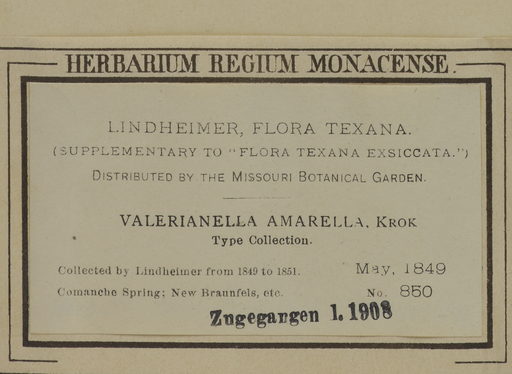 HERBARIUM REGIUM MONACENSE.
LINDHEIMER, FLORA TEXANA.
(SUPPLEMENTARY TO "FLORA TEXANA EXSICCATA.")
DISTRIBUTED BY THE MISSOURI BOTANICAL GARDEN.
VALERIANELLA AMARELLA, KROK
Type Collection.
Collected by Lindheimer from 1849 to 1851. May, 1849
Comanche Spring; New Braunfels, etc. No. 850
Zugegangen 1. 1908